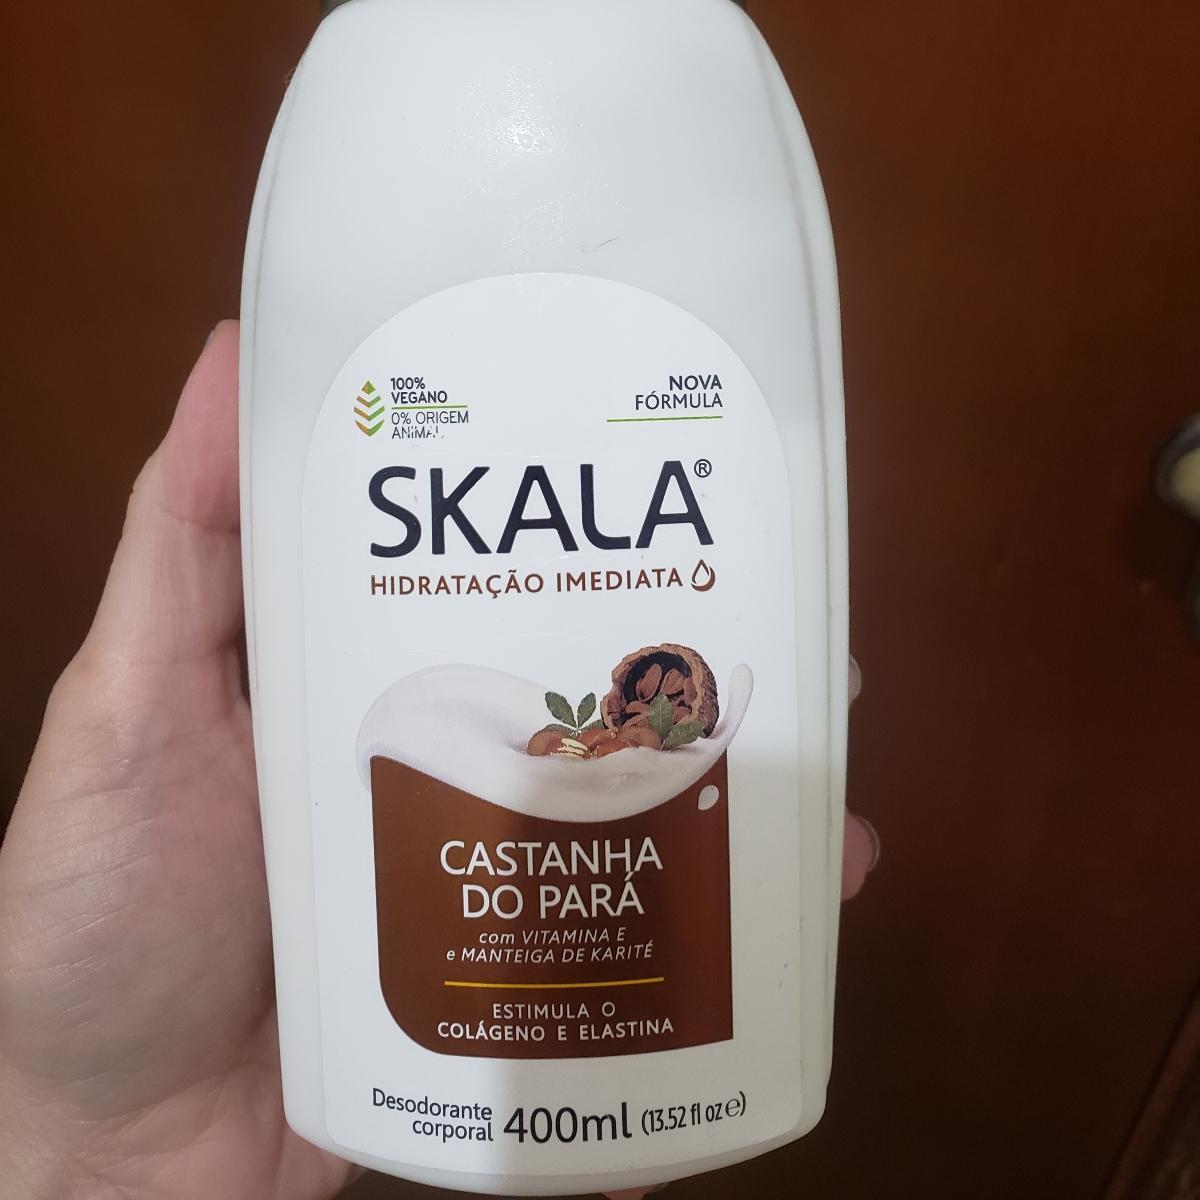 100%
VEGANO
0% ORIGEM
ANIMAL
NOVA
FÓRMULA
SKALA®
HIDRATAÇÃO IMEDIATA
CASTANHA
DO PARÁ
com VITAMINA E
e MANTEIGA DE KARITÉ
ESTIMULA O
COLÁGENO E ELASTINA
Desodorante
corporal
400ml (13.52 fl oz ℮)